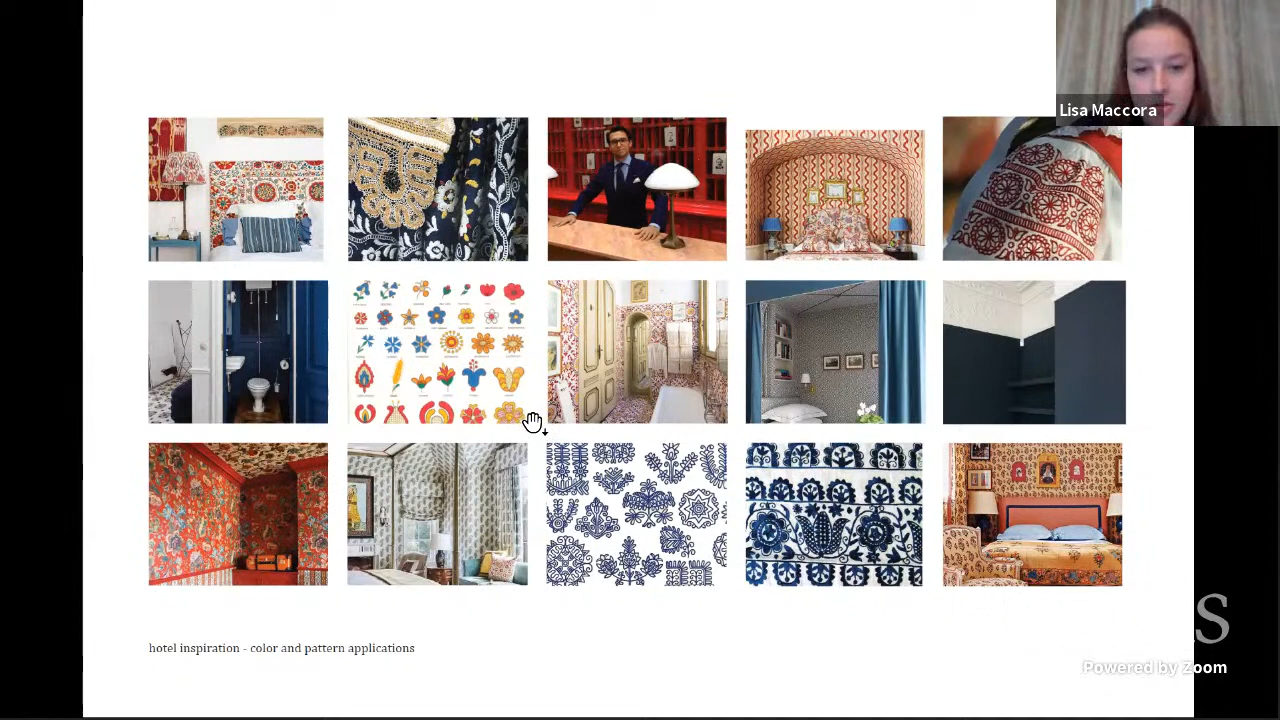 Lisa Maccora
S
hotel inspiration - color and pattern applications
Powered by Zoom